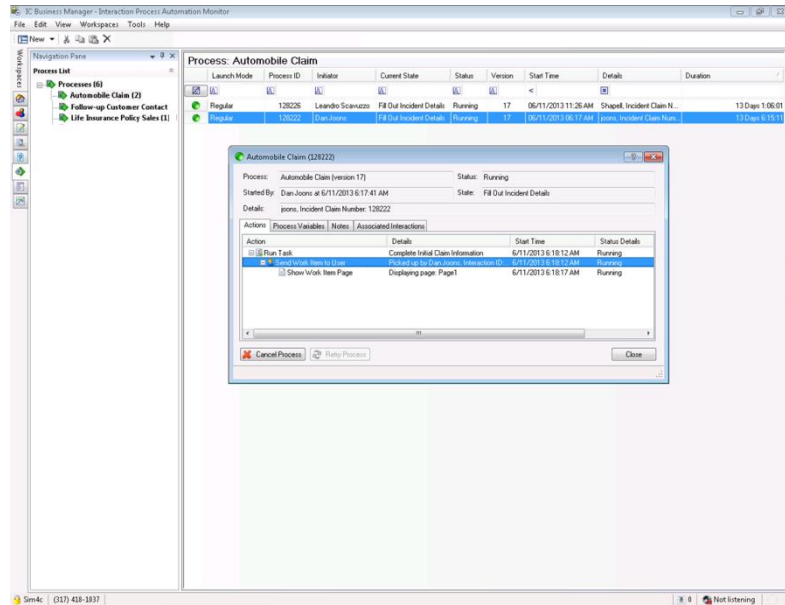 IC Business Manager - Interaction Process Automation Monitor
File Edit View Workspaces Tools Help
New
Workspaces
Navigation Pane
Process List
Processes (6)
Automobile Claim (2)
Follow-up Customer Contact
Life Insurance Policy Sales (1)
Process: Automobile Claim
Launch Mode Process ID Initiator Current State Status Version Start Time Details Duration
Regular 128226 Leandro Scavuzzo Fill Out Incident Details Running 17 06/11/2013 11:26 AM Shapell, Incident Claim N... 13 Days 1:06:01
Regular 128222 Dan Joons Fill Out Incident Details Running 17 06/11/2013 06:17 AM joons, Incident Claim Num... 13 Days 6:15:11
Automobile Claim (128222)
Process: Automobile Claim (version 17) Status: Running
Started By: Dan Joons at 6/11/2013 6:17:41 AM State: Fill Out Incident Details
Details: joons, Incident Claim Number: 128222
Actions Process Variables Notes Associated Interactions
Action Details Start Time Status Details
Run Task Complete Initial Claim Information 6/11/2013 6:18:12 AM Running
Send Work Item to User Picked up by Dan Joons, Interaction ID: 6/11/2013 6:18:12 AM Running
Show Work Item Page Displaying page: Page1 6/11/2013 6:18:17 AM Running
Cancel Process Retry Process Close
Sim4c (317) 418-1837 0 Not listening